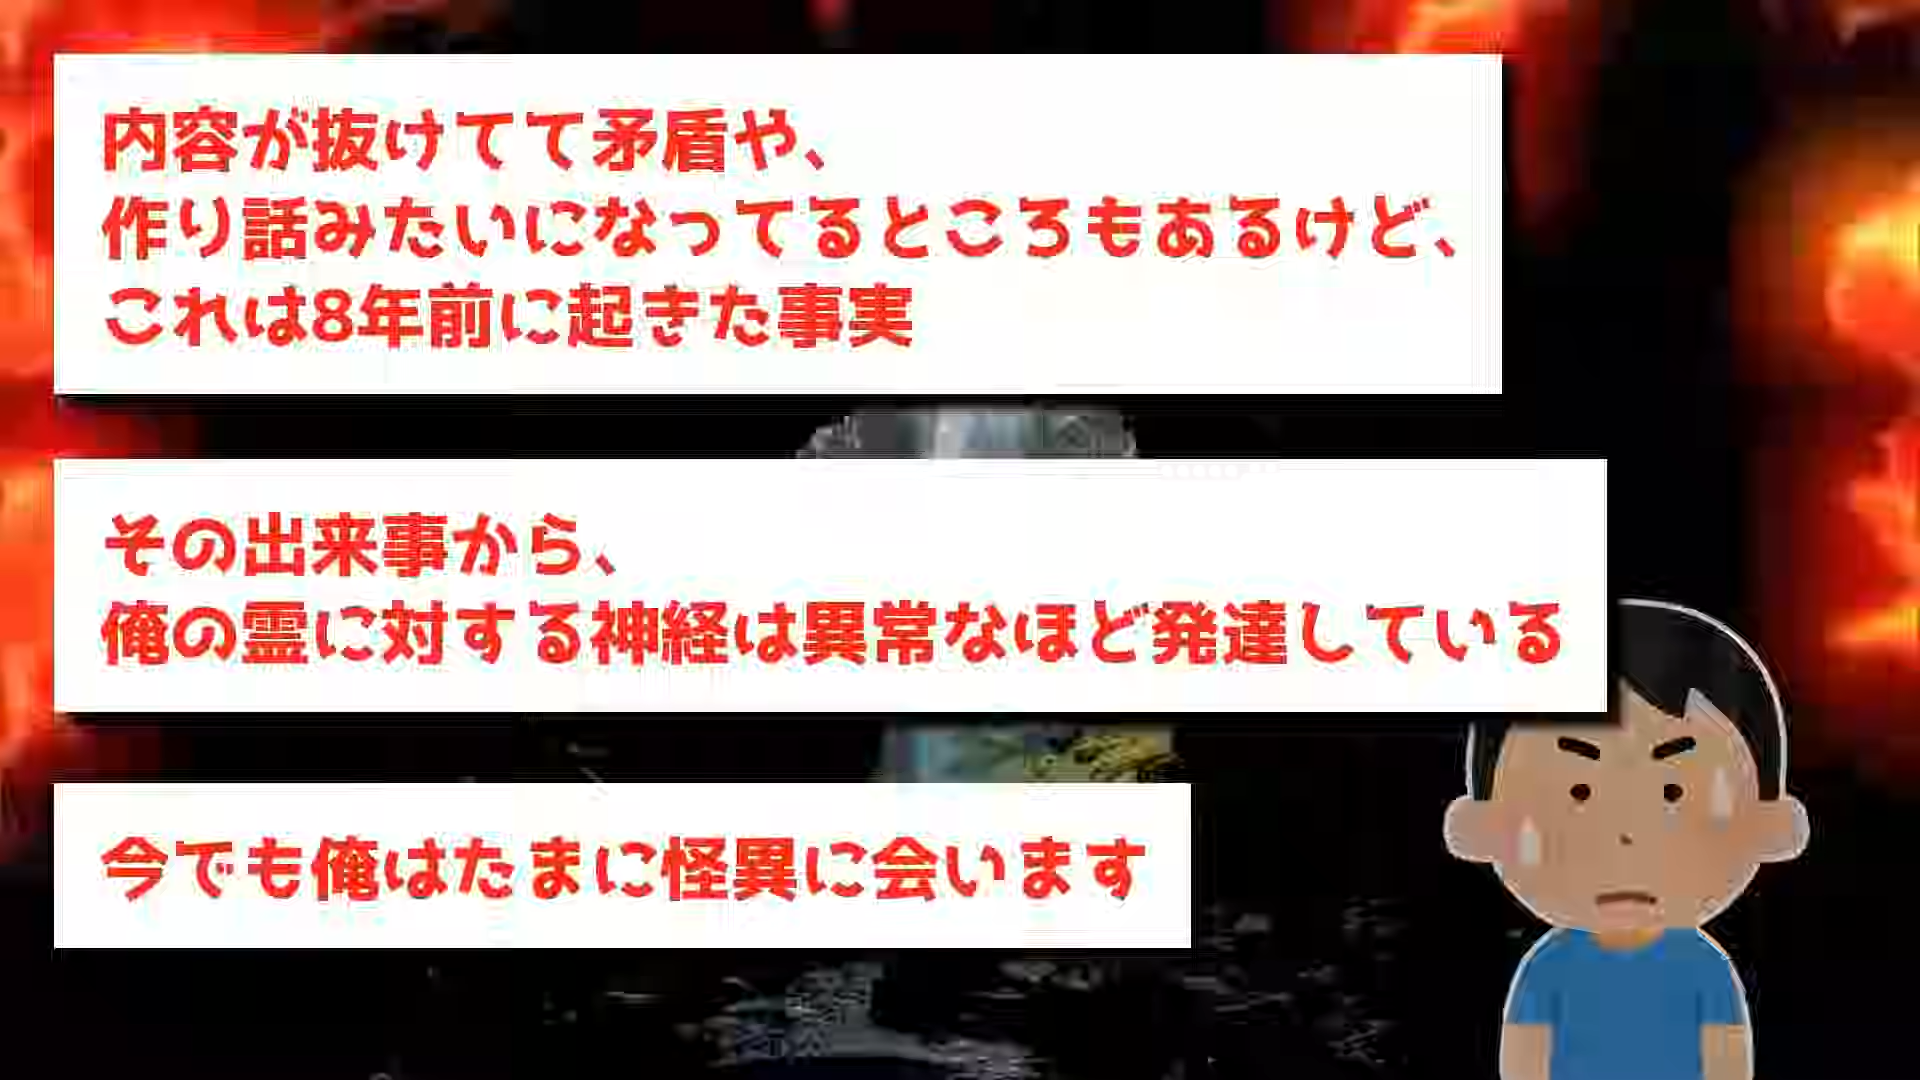 内容が抜けてて矛盾や、
作り話みたいになってるところもあるけど、
これは8年前に起きた事実
その出来事から、
俺の霊に対する神経は異常なほど発達している
今でも俺はたまに怪異に会います